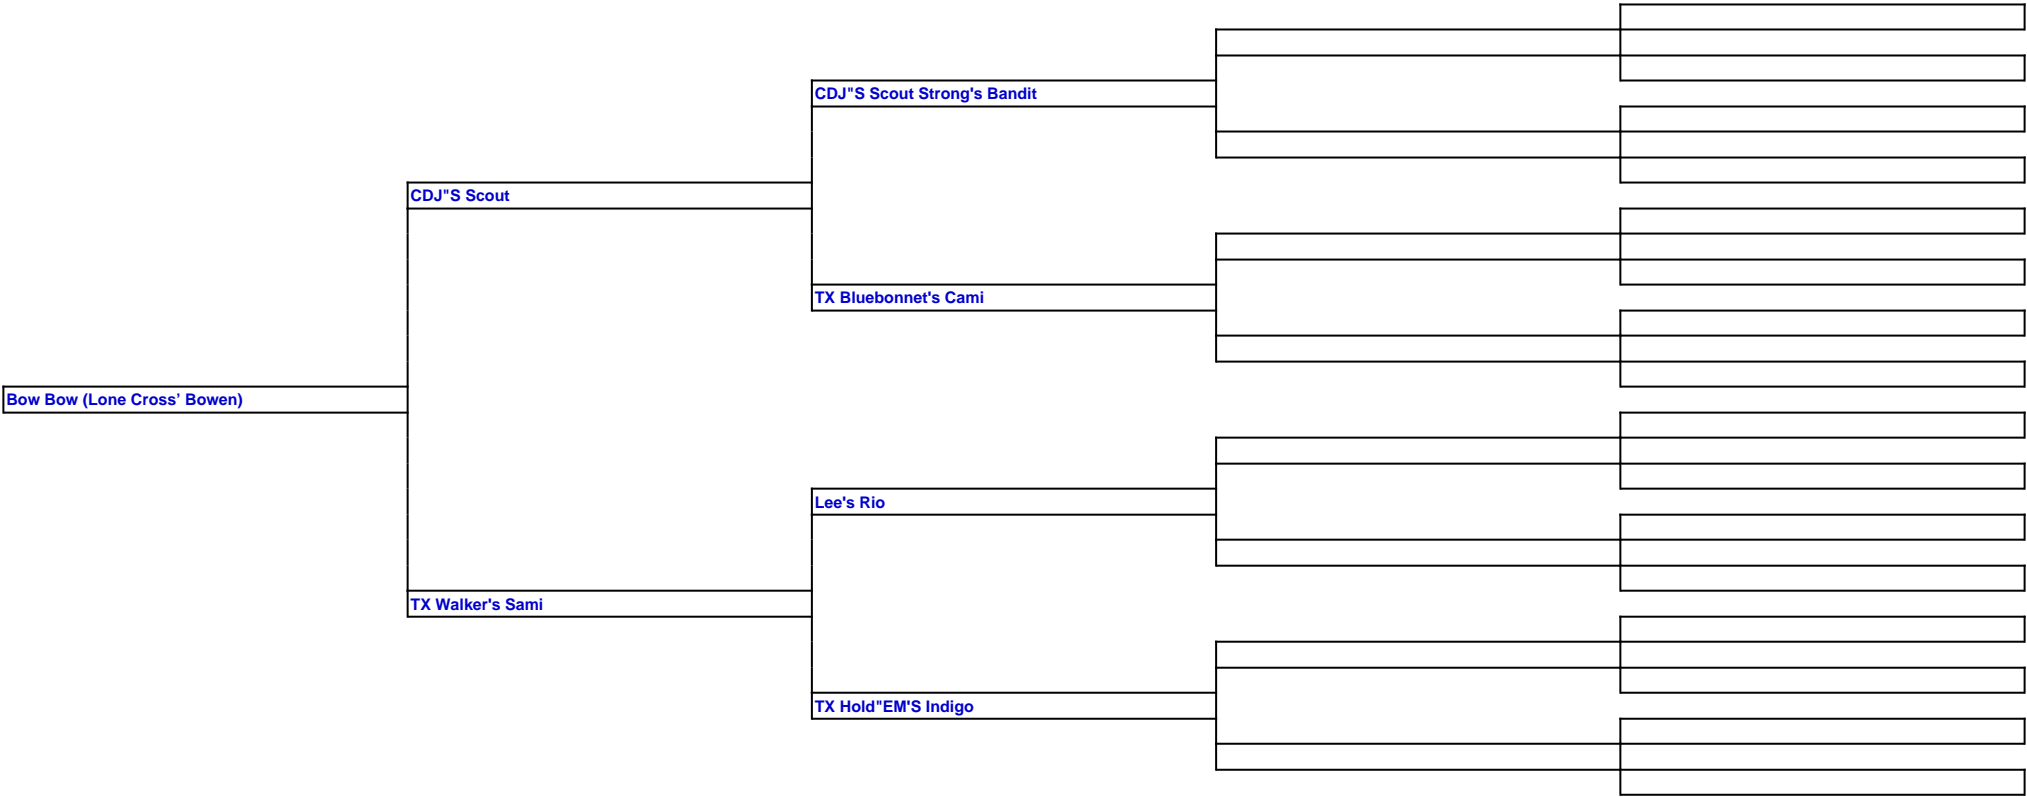 CDJ"S Scout Strong's Bandit
CDJ"S Scout
TX Bluebonnet's Cami
Bow Bow (Lone Cross’ Bowen)
Lee's Rio
TX Walker's Sami
TX Hold"EM'S Indigo